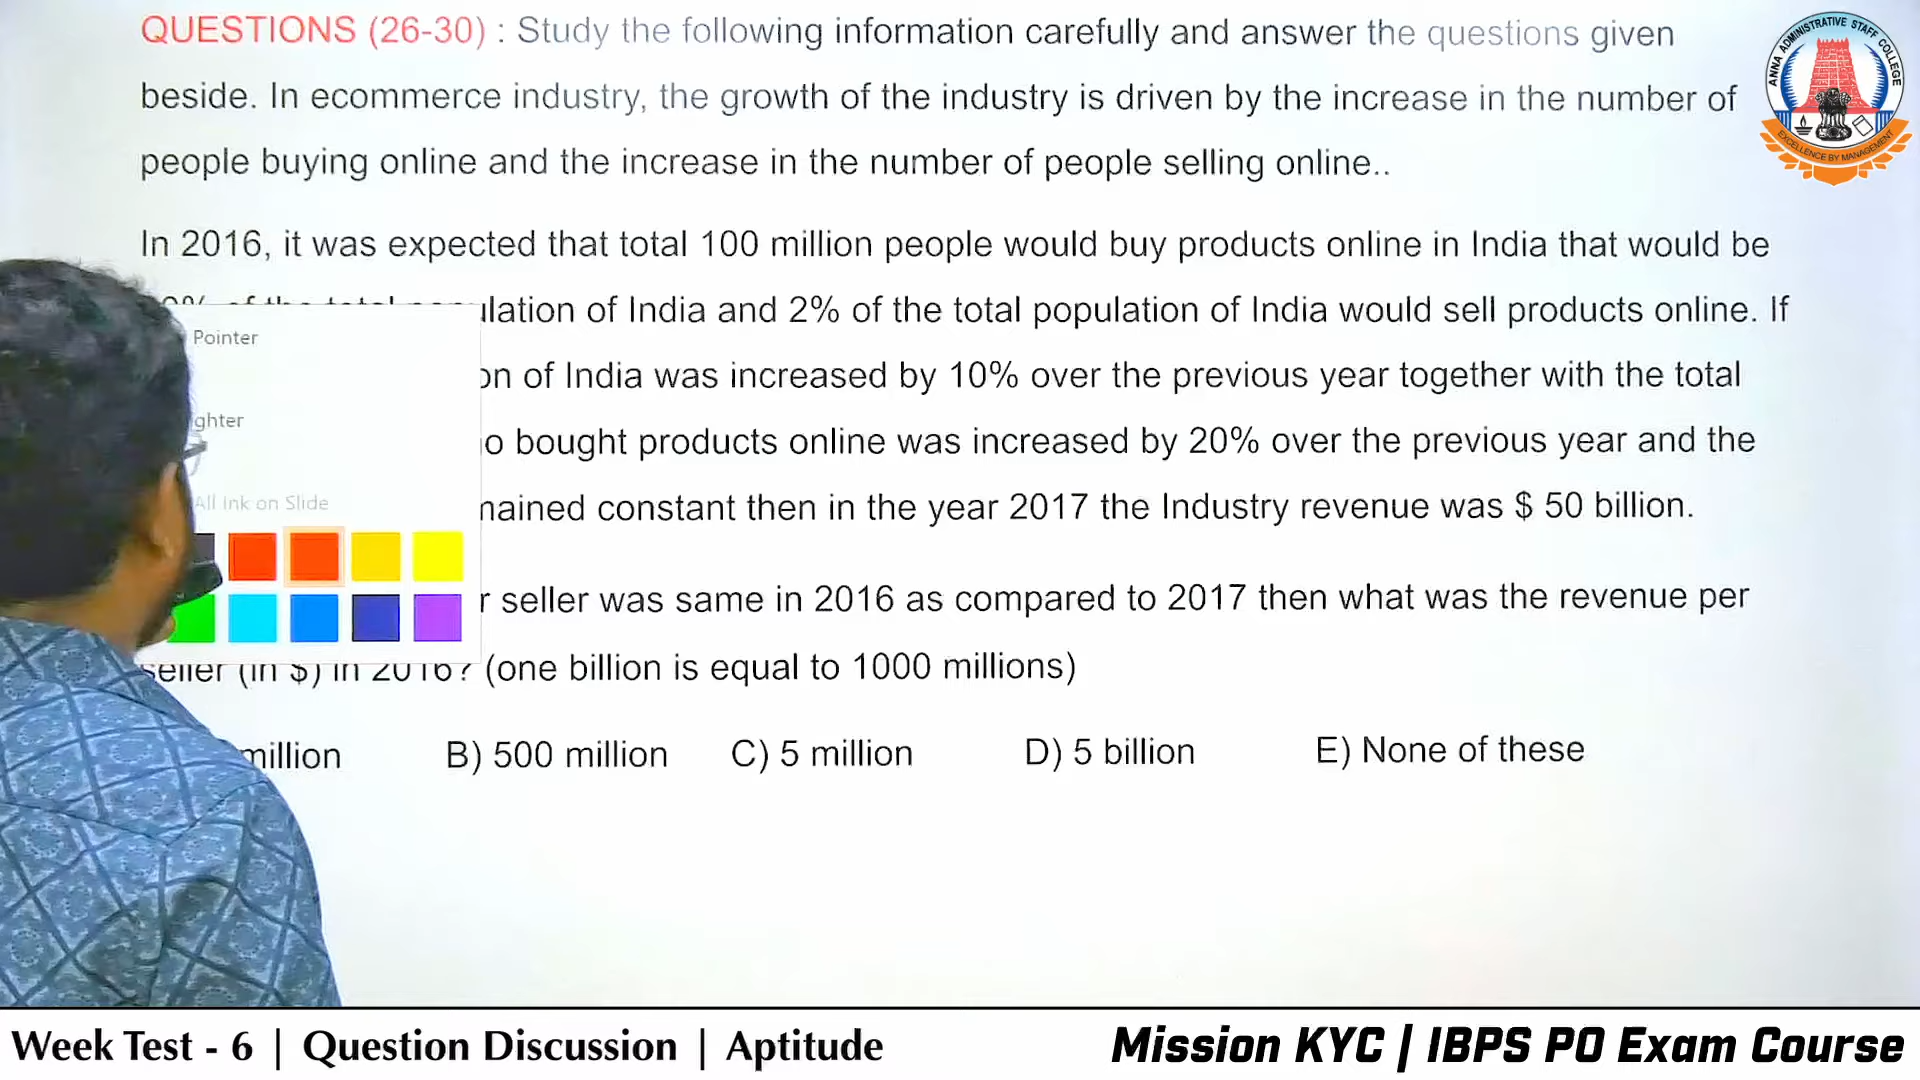 QUESTIONS (26-30) : Study the following information carefully and answer the questions given
beside. In ecommerce industry, the growth of the industry is driven by the increase in the number of
people buying online and the increase in the number of people selling online..
In 2016, it was expected that total 100 million people would buy products online in India that would be
of the total population of India and 2% of the total population of India would sell products online. If
on of India was increased by 10% over the previous year together with the total
o bought products online was increased by 20% over the previous year and the
mained constant then in the year 2017 the Industry revenue was $ 50 billion.
r seller was same in 2016 as compared to 2017 then what was the revenue per
seller (in $) in 2016? (one billion is equal to 1000 millions)
million B) 500 million C) 5 million D) 5 billion E) None of these
Pointer
ghter
All Ink on Slide
ANNA ADMINISTRATIVE STAFF COLLEGE
EXCELLENCE BY MANAGEMENT
Week Test - 6 | Question Discussion | Aptitude
Mission KYC | IBPS PO Exam Course